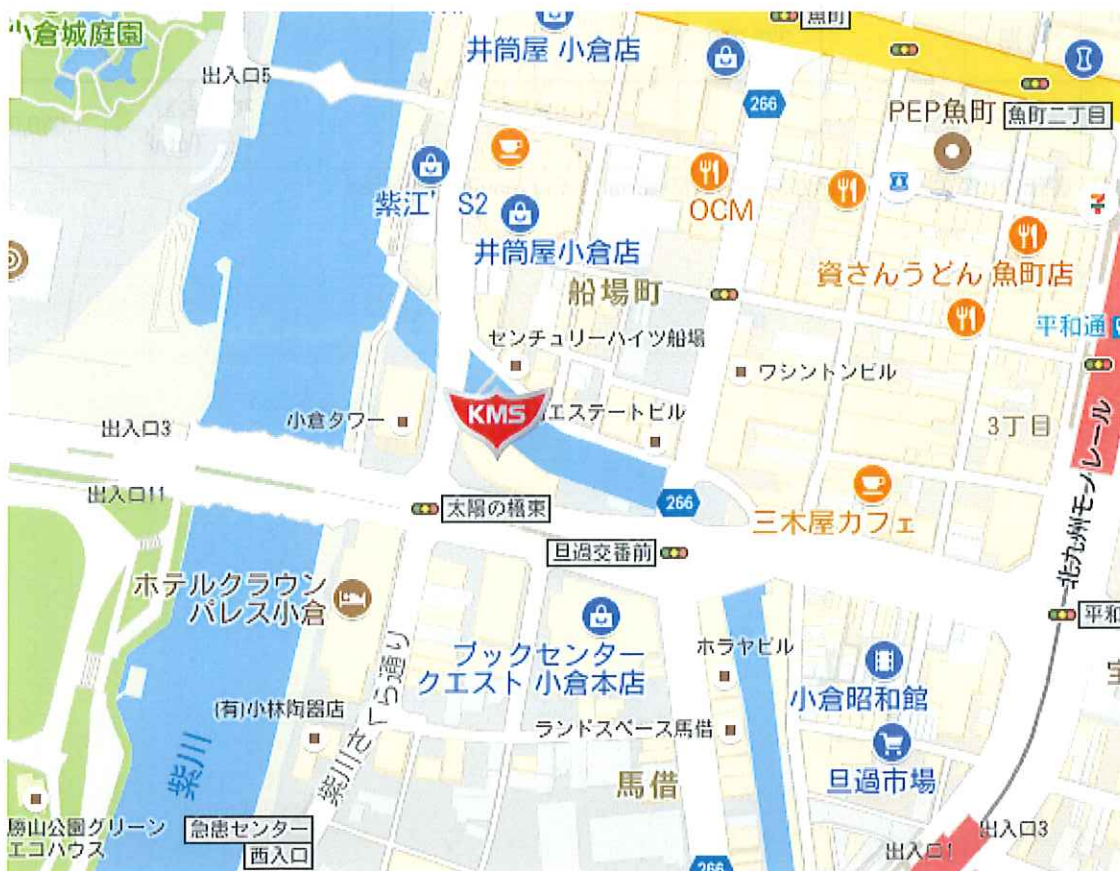 小倉城庭園
井筒屋 小倉店
魚町
出入口5
266
PEP魚町
魚町二丁目
紫江' S2
OCM
井筒屋小倉店
資さんうどん 魚町店
船場町
平和通
センチュリーハイツ船場
ワシントンビル
KMS
エステートビル
小倉タワー
出入口3
3丁目
出入口11
太陽の橋東
266
三木屋カフェ
旦過交番前
北九州モノレール
ホテルクラウン
パレス小倉
平和
ブックセンター
クエスト 小倉本店
ホラヤビル
小倉昭和館
(有)小林陶器店
紫川さくら通り
ランドスペース馬借
紫川
馬借
旦過市場
勝山公園グリーン
エコハウス
急患センター
西入口
出入口3
出入口1
266